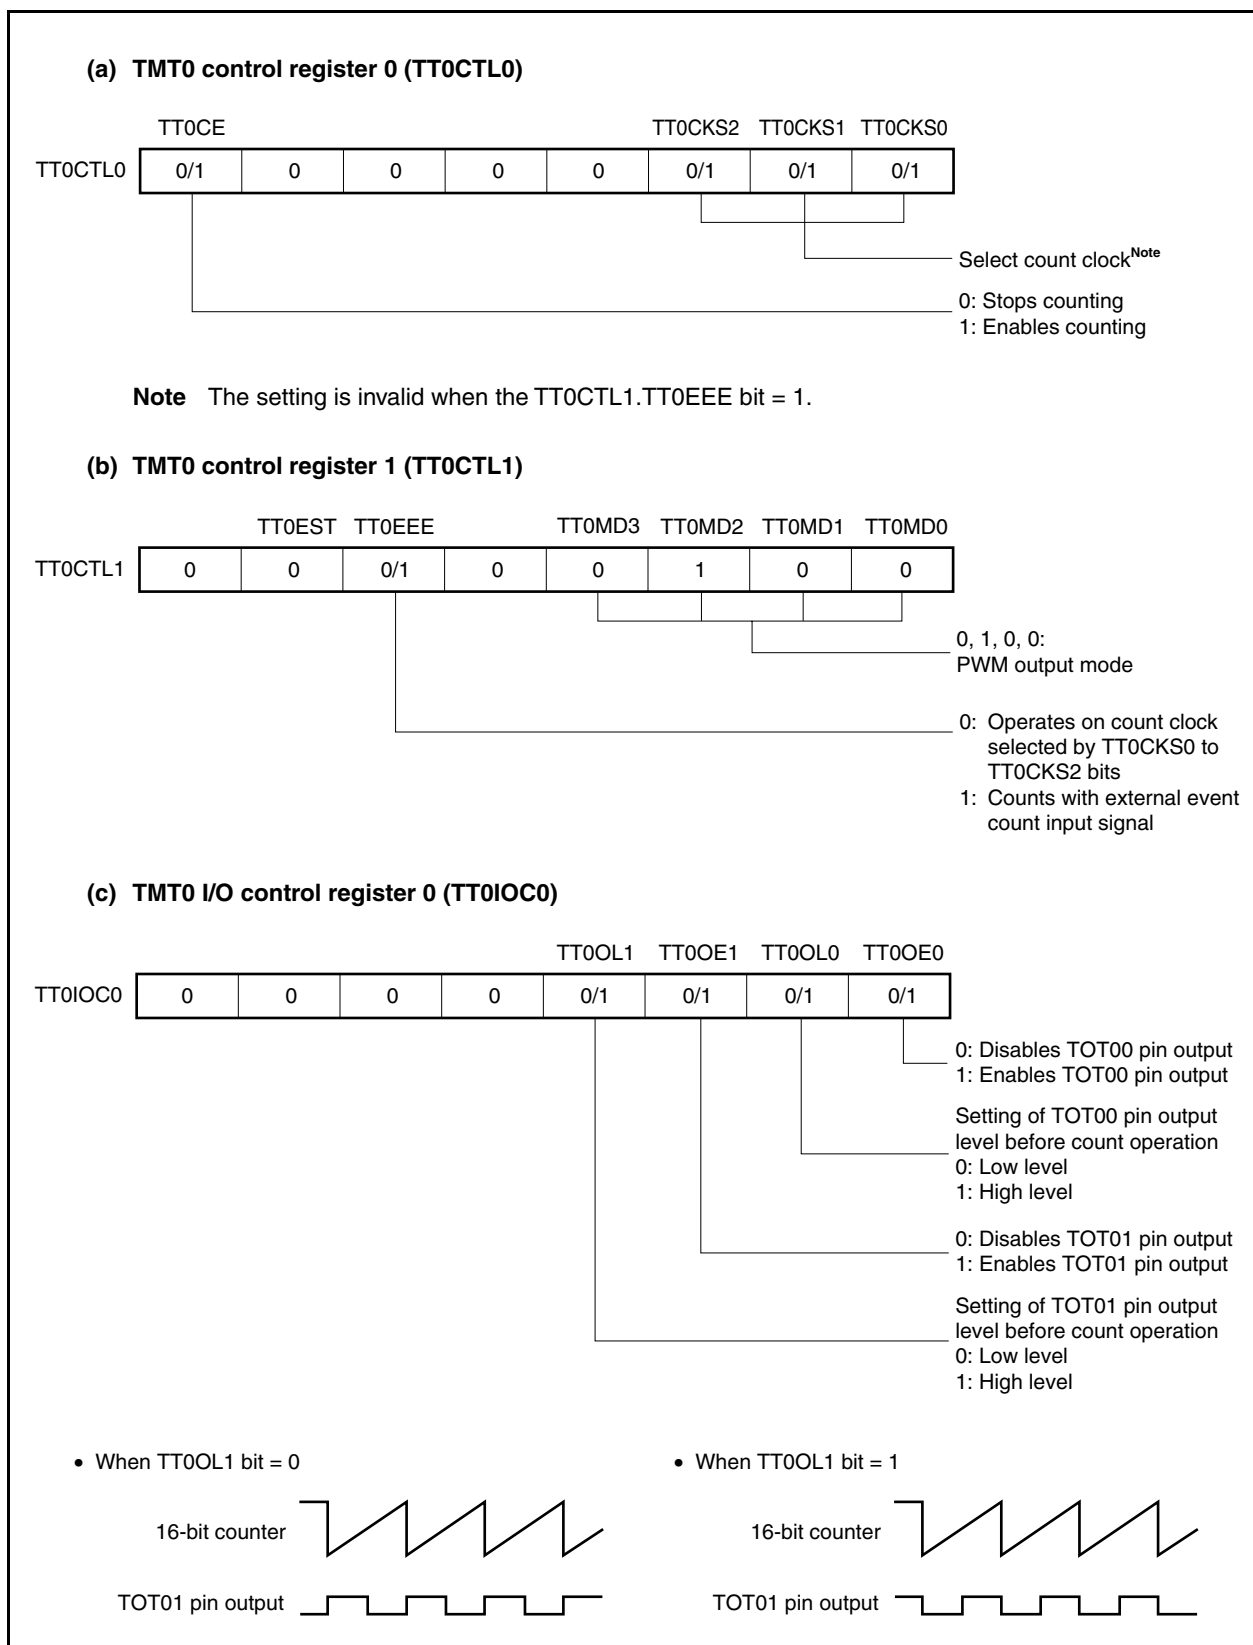 (a) TMT0 control register 0 (TT0CTL0)
TT0CE TT0CKS2 TT0CKS1 TT0CKS0
TT0CTL0 0/1 0 0 0 0 0/1 0/1 0/1
Select count clockNote
0: Stops counting
1: Enables counting
Note The setting is invalid when the TT0CTL1.TT0EEE bit = 1.
(b) TMT0 control register 1 (TT0CTL1)
TT0EST TT0EEE TT0MD3 TT0MD2 TT0MD1 TT0MD0
TT0CTL1 0 0 0/1 0 0 1 0 0
0, 1, 0, 0:
PWM output mode
0: Operates on count clock
selected by TT0CKS0 to
TT0CKS2 bits
1: Counts with external event
count input signal
(c) TMT0 I/O control register 0 (TT0IOC0)
TT0OL1 TT0OE1 TT0OL0 TT0OE0
TT0IOC0 0 0 0 0 0/1 0/1 0/1 0/1
0: Disables TOT00 pin output
1: Enables TOT00 pin output
Setting of TOT00 pin output
level before count operation
0: Low level
1: High level
0: Disables TOT01 pin output
1: Enables TOT01 pin output
Setting of TOT01 pin output
level before count operation
0: Low level
1: High level
• When TT0OL1 bit = 0
16-bit counter
TOT01 pin output
• When TT0OL1 bit = 1
16-bit counter
TOT01 pin output